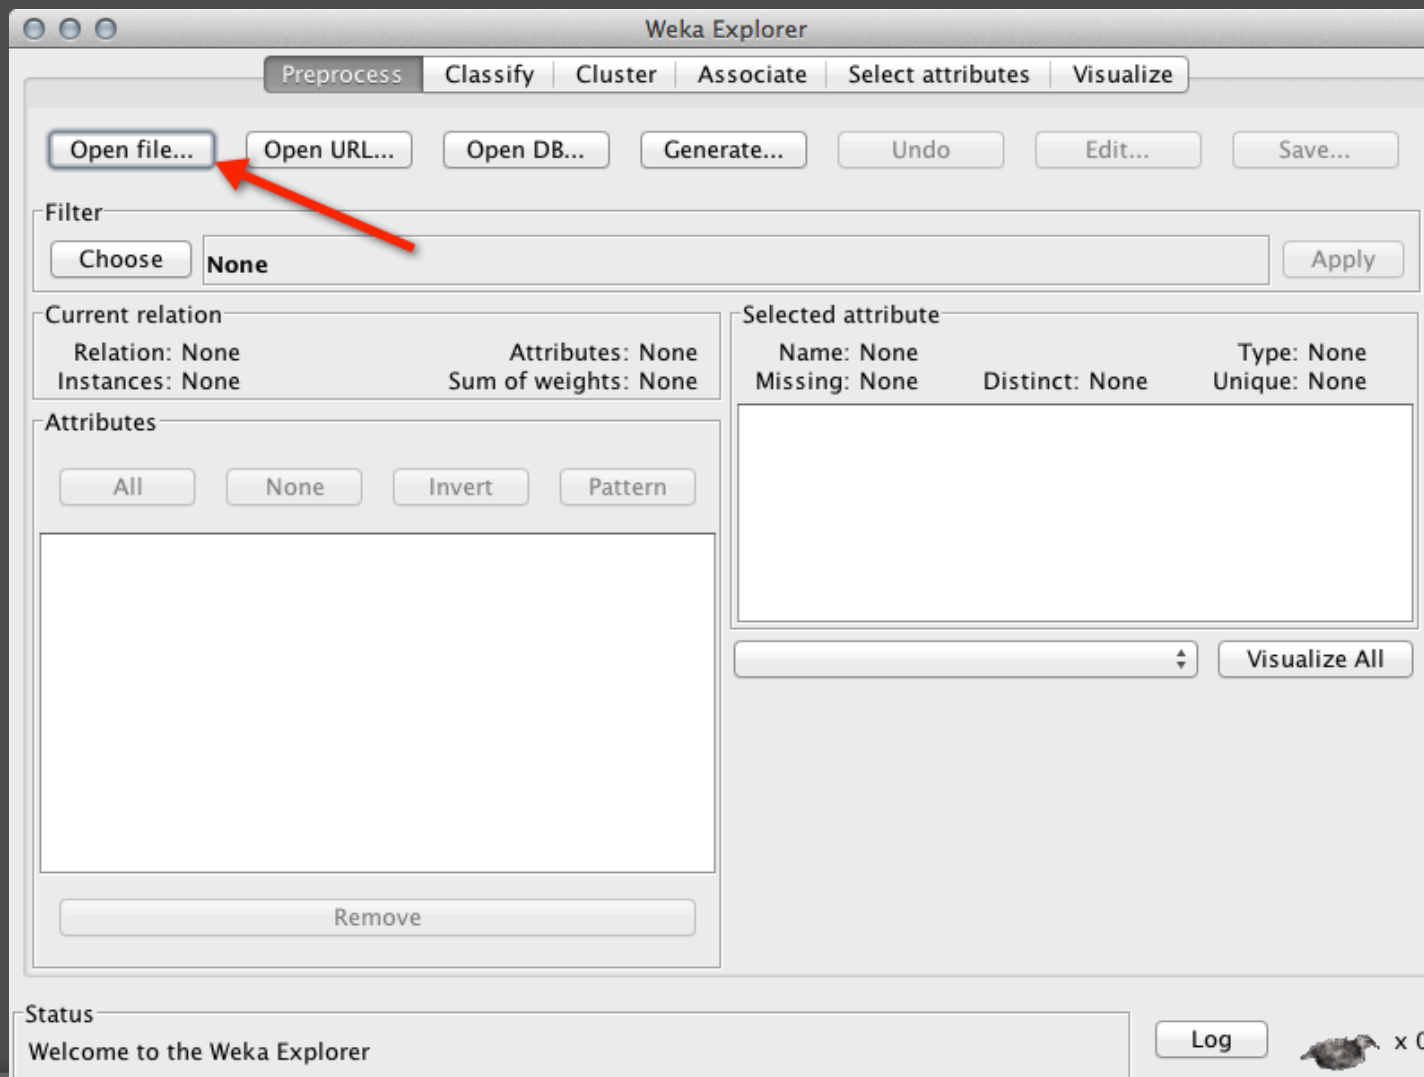 Weka Explorer
Preprocess Classify Cluster Associate Select attributes Visualize
Open file... Open URL... Open DB... Generate... Undo Edit... Save...
Filter
Choose None Apply
Current relation
Relation: None Attributes: None
Instances: None Sum of weights: None
Selected attribute
Name: None Type: None
Missing: None Distinct: None Unique: None
Attributes
All None Invert Pattern
Remove
Visualize All
Status
Welcome to the Weka Explorer
Log x 0